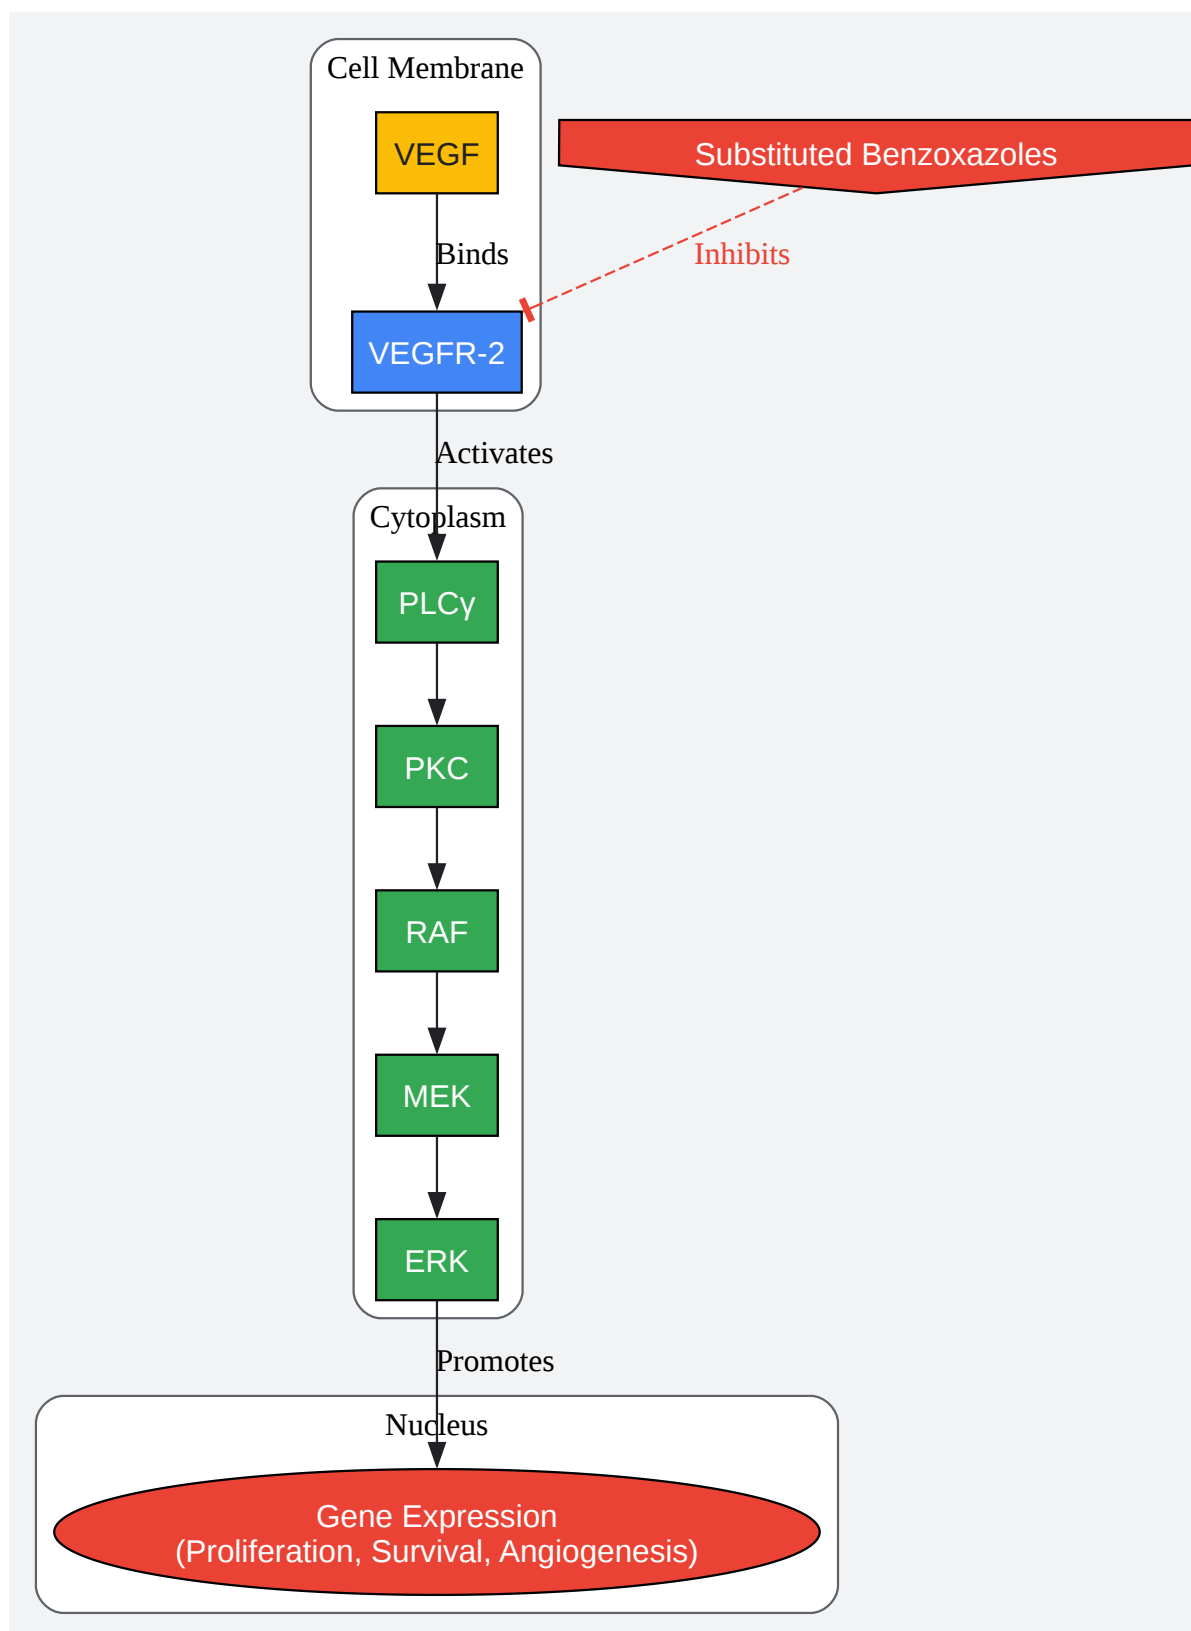 Cell Membrane
VEGF
Substituted Benzoxazoles
Binds
Inhibits
VEGFR-2
Activates
Cytoplasm
PLCγ
PKC
RAF
MEK
ERK
Promotes
Nucleus
Gene Expression
(Proliferation, Survival, Angiogenesis)